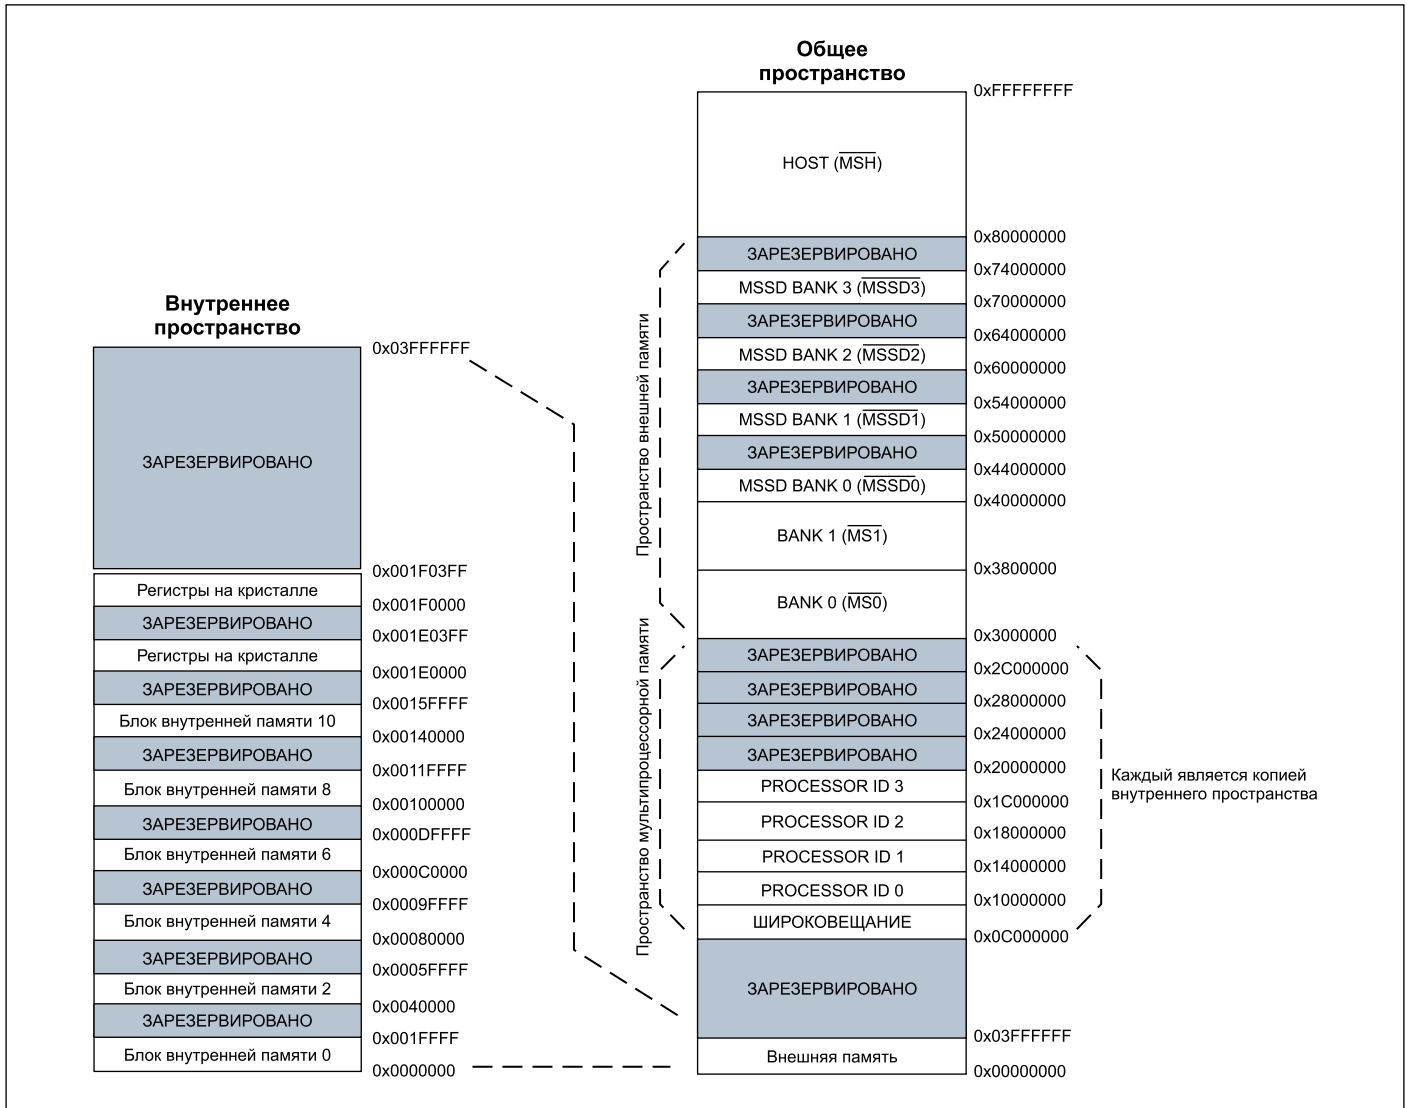 Внутреннее
пространство
0x03FFFFFF
ЗАРЕЗЕРВИРОВАНО
0x001F03FF
Регистры на кристалле
0x001F0000
ЗАРЕЗЕРВИРОВАНО
0x001E03FF
Регистры на кристалле
0x001E0000
ЗАРЕЗЕРВИРОВАНО
0x0015FFFF
Блок внутренней памяти 10
0x00140000
ЗАРЕЗЕРВИРОВАНО
0x0011FFFF
Блок внутренней памяти 8
0x00100000
ЗАРЕЗЕРВИРОВАНО
0x000DFFFF
Блок внутренней памяти 6
0x000C0000
ЗАРЕЗЕРВИРОВАНО
0x0009FFFF
Блок внутренней памяти 4
0x00080000
ЗАРЕЗЕРВИРОВАНО
0x0005FFFF
Блок внутренней памяти 2
0x0040000
ЗАРЕЗЕРВИРОВАНО
0x001FFFF
Блок внутренней памяти 0
0x0000000
Общее
пространство
0xFFFFFFFF
HOST (MSH)
0x80000000
ЗАРЕЗЕРВИРОВАНО
0x74000000
MSSD BANK 3 (MSSD3)
0x70000000
ЗАРЕЗЕРВИРОВАНО
0x64000000
MSSD BANK 2 (MSSD2)
0x60000000
ЗАРЕЗЕРВИРОВАНО
0x54000000
MSSD BANK 1 (MSSD1)
0x50000000
ЗАРЕЗЕРВИРОВАНО
0x44000000
MSSD BANK 0 (MSSD0)
0x40000000
BANK 1 (MS1)
0x3800000
BANK 0 (MS0)
0x3000000
ЗАРЕЗЕРВИРОВАНО
0x2C000000
ЗАРЕЗЕРВИРОВАНО
0x28000000
ЗАРЕЗЕРВИРОВАНО
0x24000000
ЗАРЕЗЕРВИРОВАНО
0x20000000
PROCESSOR ID 3
0x1C000000
PROCESSOR ID 2
0x18000000
PROCESSOR ID 1
0x14000000
PROCESSOR ID 0
0x10000000
ШИРОКОВЕЩАНИЕ
0x0C000000
ЗАРЕЗЕРВИРОВАНО
0x03FFFFFF
Внешняя память
0x00000000
Пространство внешней памяти
Пространство мультипроцессорной памяти
Каждый является копией
внутреннего пространства